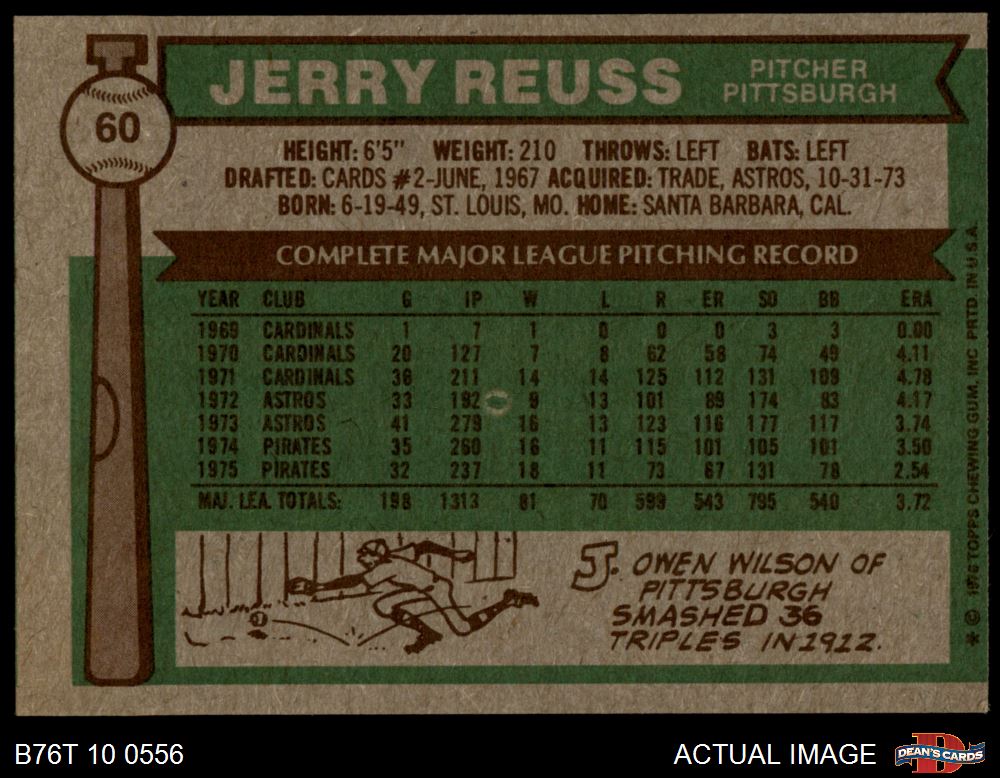 60
JERRY REUSS
PITCHER
PITTSBURGH
HEIGHT: 6'5" WEIGHT: 210 THROWS: LEFT BATS: LEFT
DRAFTED: CARDS #2-JUNE, 1967 ACQUIRED: TRADE, ASTROS, 10-31-73
BORN: 6-19-49, ST. LOUIS, MO. HOME: SANTA BARBARA, CAL.
COMPLETE MAJOR LEAGUE PITCHING RECORD
YEAR CLUB G IP W L R ER SO BB ERA
1969 CARDINALS 1 7 1 0 0 0 3 3 0.00
1970 CARDINALS 20 127 7 8 62 58 74 49 4.11
1971 CARDINALS 36 211 14 14 125 112 131 109 4.78
1972 ASTROS 33 192 9 13 101 89 174 83 4.17
1973 ASTROS 41 279 16 13 123 116 177 117 3.74
1974 PIRATES 35 260 16 11 115 101 105 101 3.50
1975 PIRATES 32 237 18 11 73 67 131 78 2.54
MAJ. LEA. TOTALS: 198 1313 81 70 599 543 795 540 3.72
J. OWEN WILSON OF
PITTSBURGH
SMASHED 36
TRIPLES IN 1912.
* © 1976 TOPPS CHEWING GUM, INC PRTD. IN U.S.A.
B76T 10 0556
ACTUAL IMAGE
DEAN'S CARDS